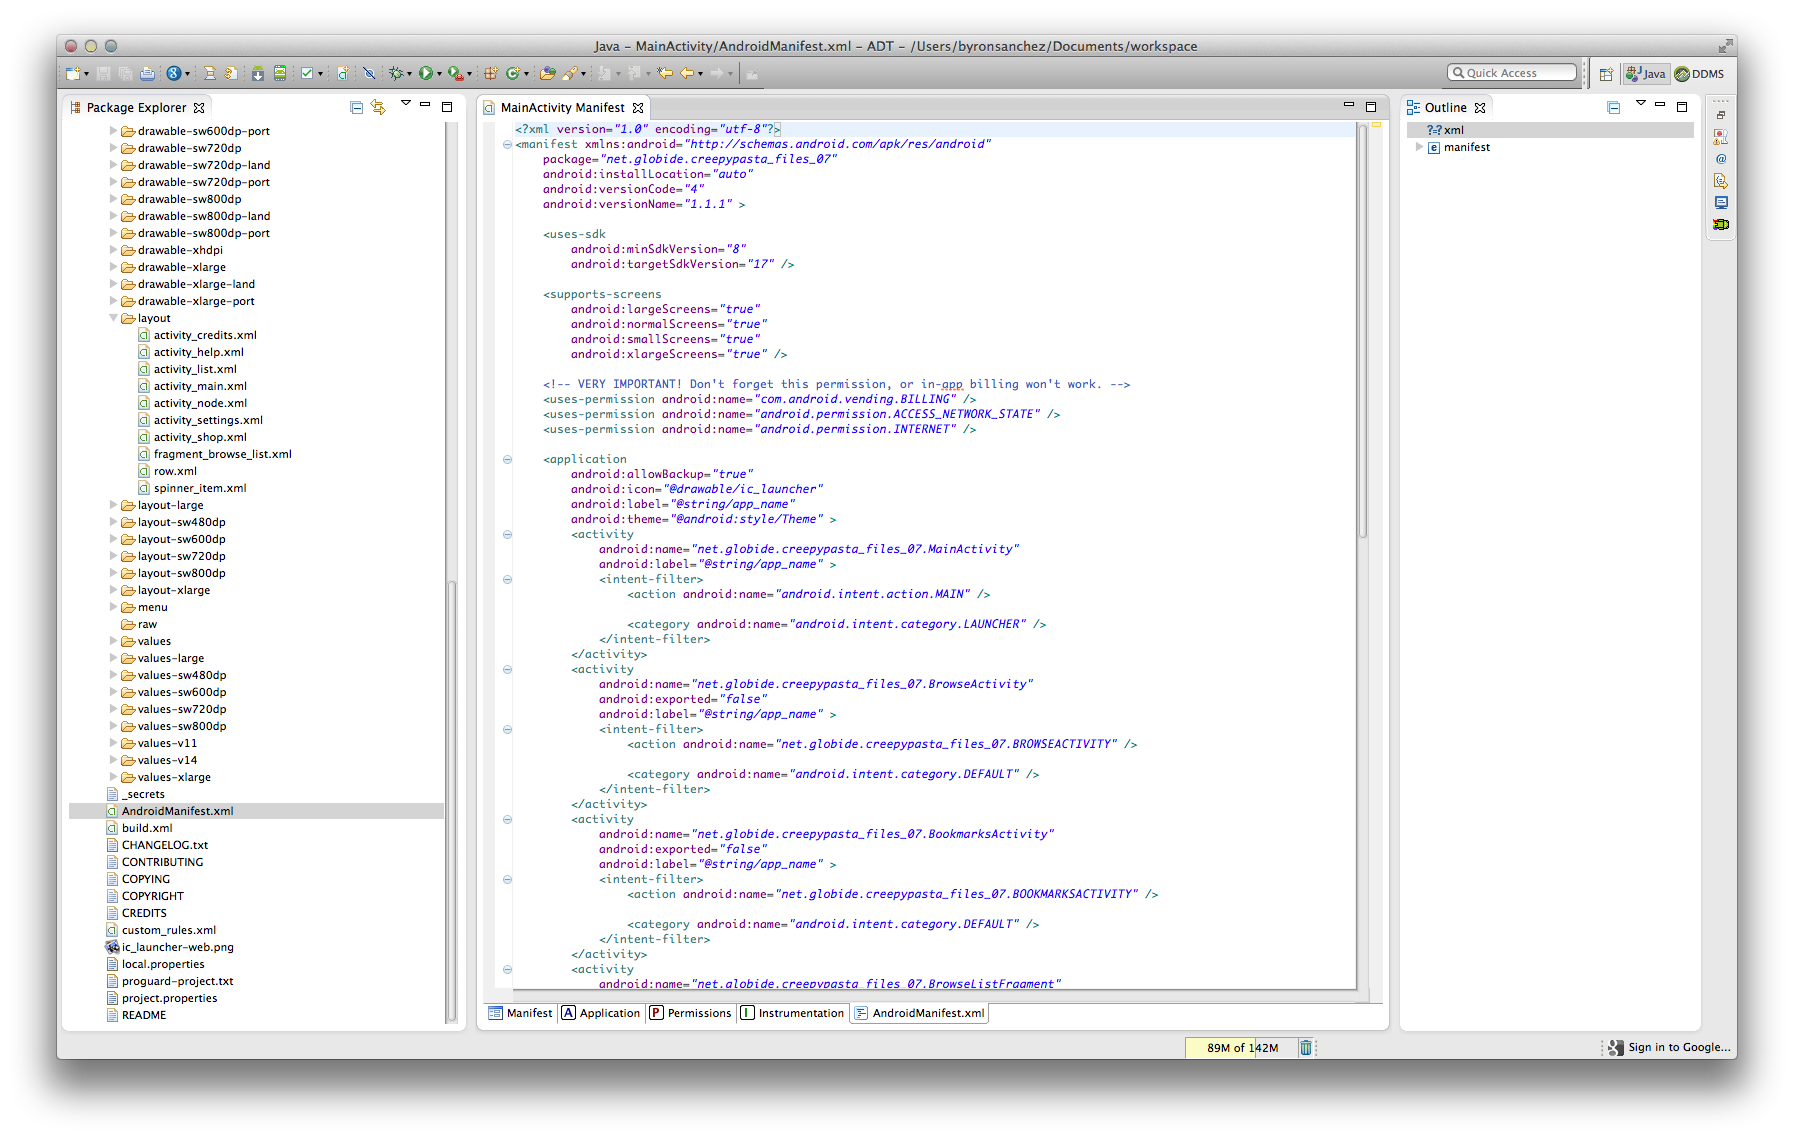 Java – MainActivity/AndroidManifest.xml – ADT – /Users/byronsanchez/Documents/workspace
Quick Access
Java
DDMS
Package Explorer
drawable-sw600dp-port
drawable-sw720dp
drawable-sw720dp-land
drawable-sw720dp-port
drawable-sw800dp
drawable-sw800dp-land
drawable-sw800dp-port
drawable-xhdpi
drawable-xlarge
drawable-xlarge-land
drawable-xlarge-port
layout
activity_credits.xml
activity_help.xml
activity_list.xml
activity_main.xml
activity_node.xml
activity_settings.xml
activity_shop.xml
fragment_browse_list.xml
row.xml
spinner_item.xml
layout-large
layout-sw480dp
layout-sw600dp
layout-sw720dp
layout-sw800dp
layout-xlarge
menu
raw
values
values-large
values-sw480dp
values-sw600dp
values-sw720dp
values-sw800dp
values-v11
values-v14
values-xlarge
_secrets
AndroidManifest.xml
build.xml
CHANGELOG.txt
CONTRIBUTING
COPYING
COPYRIGHT
CREDITS
custom_rules.xml
ic_launcher-web.png
local.properties
proguard-project.txt
project.properties
README
MainActivity Manifest
<?xml version="1.0" encoding="utf-8"?>
<manifest xmlns:android="http://schemas.android.com/apk/res/android"
package="net.globide.creepypasta_files_07"
android:installLocation="auto"
android:versionCode="4"
android:versionName="1.1.1" >
<uses-sdk
android:minSdkVersion="8"
android:targetSdkVersion="17" />
<supports-screens
android:largeScreens="true"
android:normalScreens="true"
android:smallScreens="true"
android:xlargeScreens="true" />
<!-- VERY IMPORTANT! Don't forget this permission, or in-app billing won't work. -->
<uses-permission android:name="com.android.vending.BILLING" />
<uses-permission android:name="android.permission.ACCESS_NETWORK_STATE" />
<uses-permission android:name="android.permission.INTERNET" />
<application
android:allowBackup="true"
android:icon="@drawable/ic_launcher"
android:label="@string/app_name"
android:theme="@android:style/Theme" >
<activity
android:name="net.globide.creepypasta_files_07.MainActivity"
android:label="@string/app_name" >
<intent-filter>
<action android:name="android.intent.action.MAIN" />
<category android:name="android.intent.category.LAUNCHER" />
</intent-filter>
</activity>
<activity
android:name="net.globide.creepypasta_files_07.BrowseActivity"
android:exported="false"
android:label="@string/app_name" >
<intent-filter>
<action android:name="net.globide.creepypasta_files_07.BROWSEACTIVITY" />
<category android:name="android.intent.category.DEFAULT" />
</intent-filter>
</activity>
<activity
android:name="net.globide.creepypasta_files_07.BookmarksActivity"
android:exported="false"
android:label="@string/app_name" >
<intent-filter>
<action android:name="net.globide.creepypasta_files_07.BOOKMARKSACTIVITY" />
<category android:name="android.intent.category.DEFAULT" />
</intent-filter>
</activity>
<activity
android:name="net.globide.creepypasta_files_07.BrowseListFragment"
Manifest
Application
Permissions
Instrumentation
AndroidManifest.xml
Outline
xml
manifest
89M of 142M
Sign in to Google...